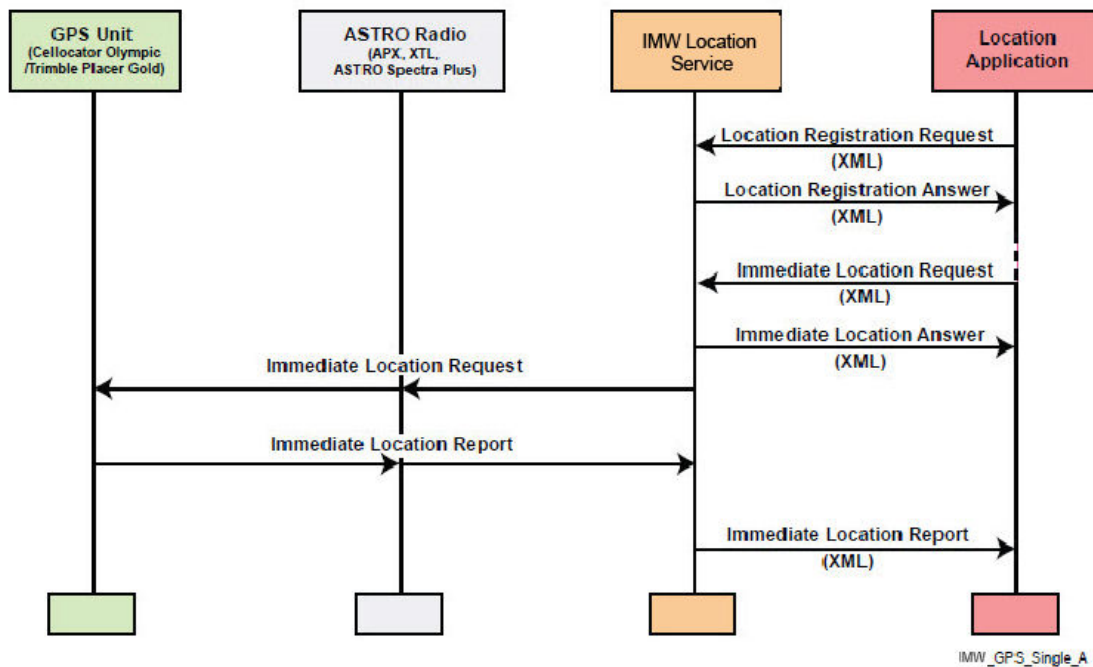 GPS Unit
(Cellocator Olympic
/Trimble Placer Gold)
ASTRO Radio
(APX, XTL,
ASTRO Spectra Plus)
IMW Location
Service
Location
Application
Location Registration Request
(XML)
Location Registration Answer
(XML)
Immediate Location Request
(XML)
Immediate Location Answer
(XML)
Immediate Location Request
Immediate Location Report
Immediate Location Report
(XML)
IMW_GPS_Single_A